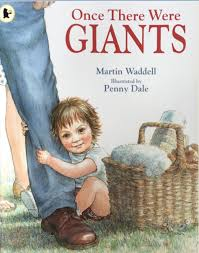 Once There Were
GIANTS
Martin Waddell
Illustrated by
Penny Dale